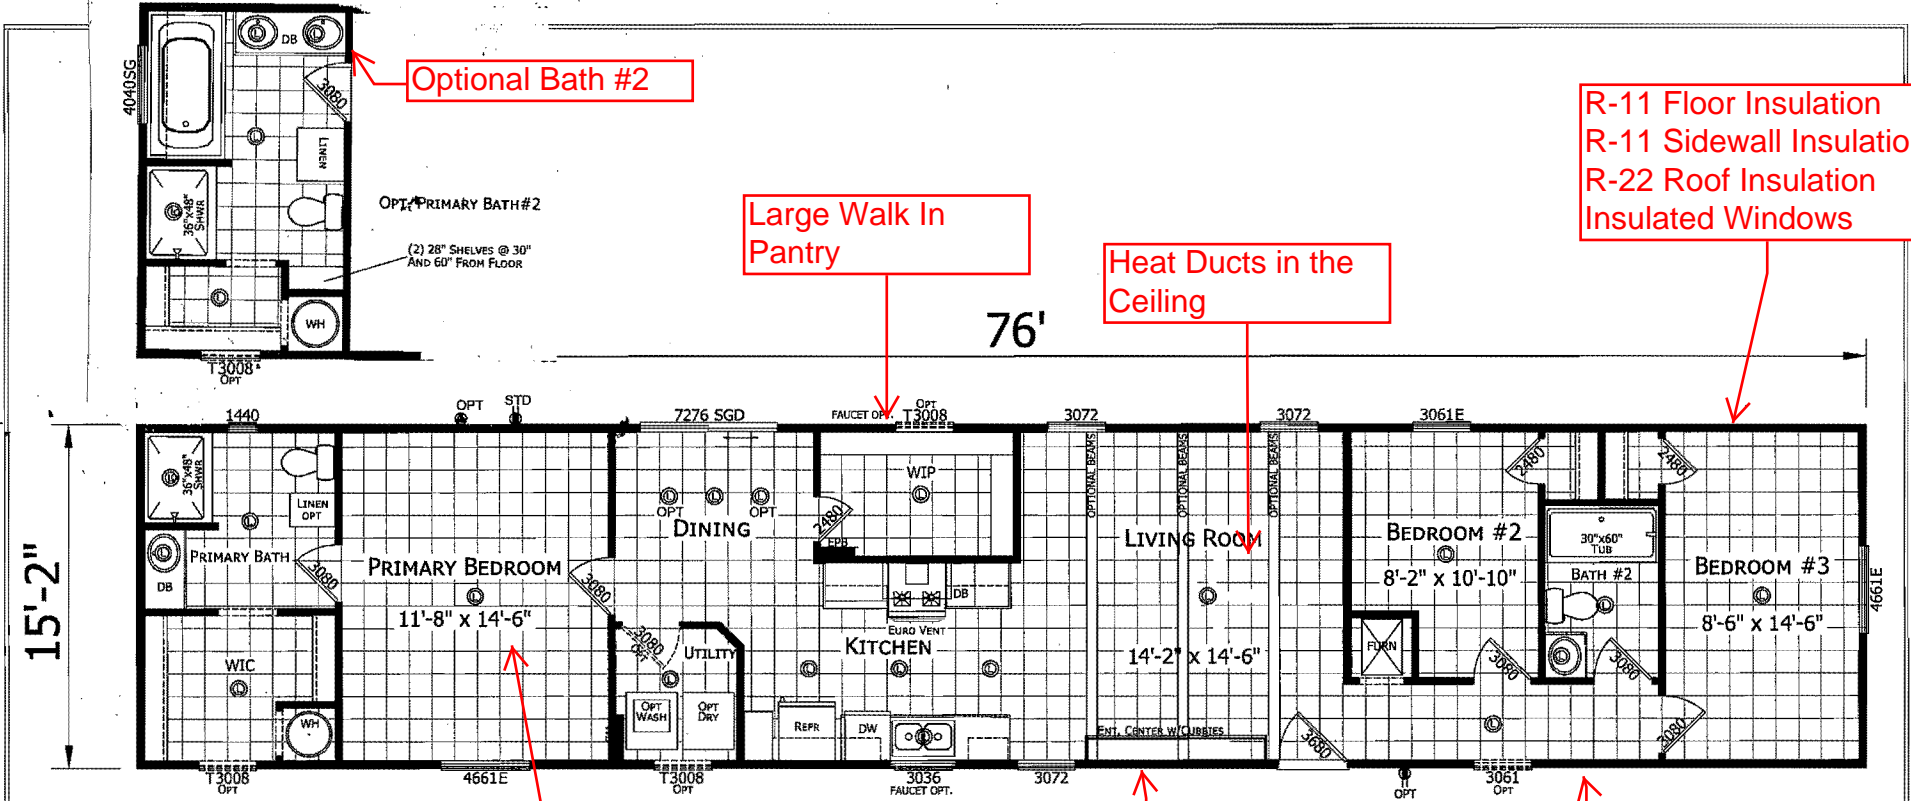 DB
4040SG
3080
LINEN
36"x48"
SHWR
OPT. PRIMARY BATH#2
(2) 28" SHELVES @ 30"
AND 60" FROM FLOOR
WH
T3008
OPT
Optional Bath #2
Large Walk In
Pantry
Heat Ducts in the
Ceiling
R-11 Floor Insulation
R-11 Sidewall Insulatio
R-22 Roof Insulation
Insulated Windows
76'
15'-2"
1440
OPT
STD
7276 SGD
FAUCET OPT.
OPT
T3008
3072
3072
3061E
36"x48"
SHWR
LINEN
OPT
PRIMARY BATH
DB
3080
WIC
WH
PRIMARY BEDROOM
11'-8" x 14'-6"
3080
OPT
OPT
DINING
2480
EPB
WIP
3080
OPT
UTILITY
OPT
WASH
OPT
DRY
DB
EURO VENT
KITCHEN
REFR
DW
OPTIONAL BEAMS
OPTIONAL BEAMS
OPTIONAL BEAMS
LIVING ROOM
14'-2" x 14'-6"
ENT. CENTER W/CUBBIES
3680
BEDROOM #2
8'-2" x 10'-10"
FURN
3080
2480
2480
30"x60"
TUB
BATH #2
3080
BEDROOM #3
8'-6" x 14'-6"
3080
4661E
T3008
OPT
4661E
T3008
OPT
3036
FAUCET OPT.
3072
OPT
3061
OPT